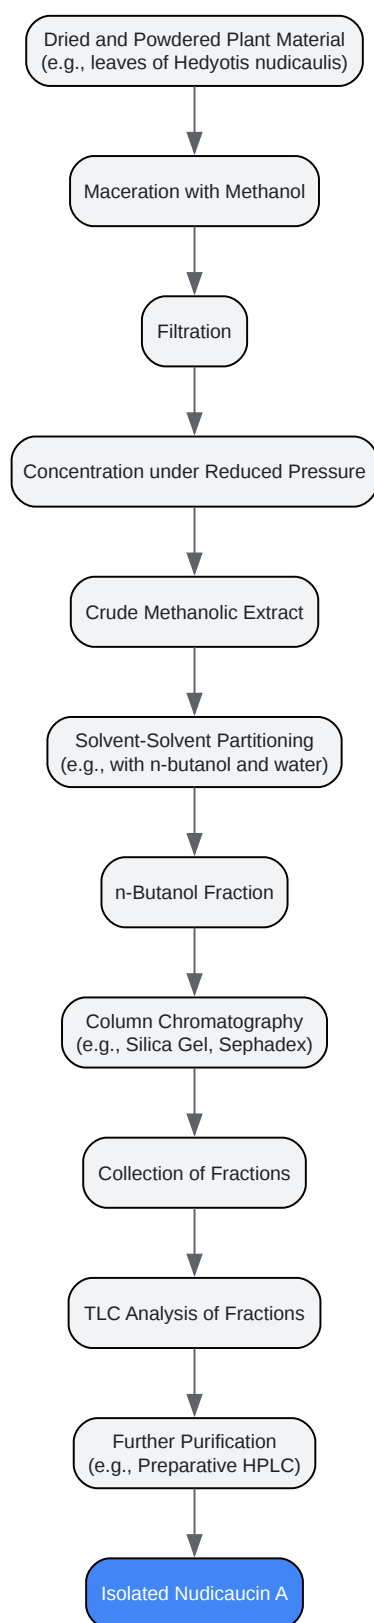 Dried and Powdered Plant Material
(e.g., leaves of Hedyotis nudicaulis)
Maceration with Methanol
Filtration
Concentration under Reduced Pressure
Crude Methanolic Extract
Solvent-Solvent Partitioning
(e.g., with n-butanol and water)
n-Butanol Fraction
Column Chromatography
(e.g., Silica Gel, Sephadex)
Collection of Fractions
TLC Analysis of Fractions
Further Purification
(e.g., Preparative HPLC)
Isolated Nudicaucin A